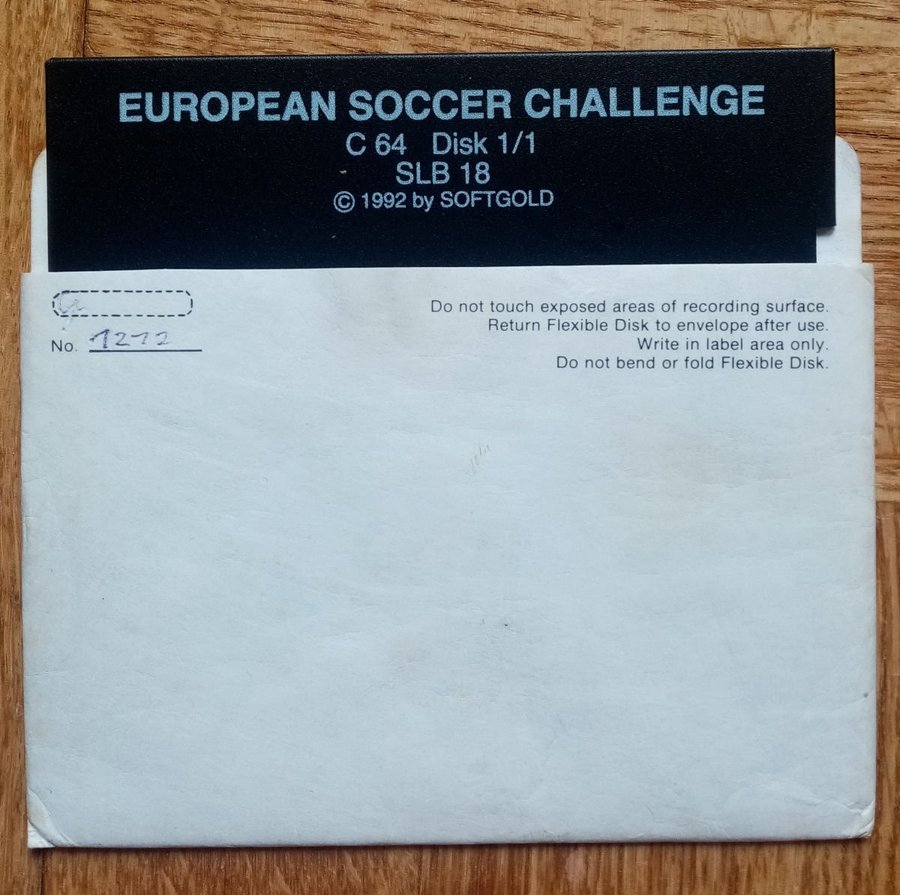 EUROPEAN SOCCER CHALLENGE
C 64 Disk 1/1
SLB 18
© 1992 by SOFTGOLD
Do not touch exposed areas of recording surface.
Return Flexible Disk to envelope after use.
Write in label area only.
Do not bend or fold Flexible Disk.
No. 1272